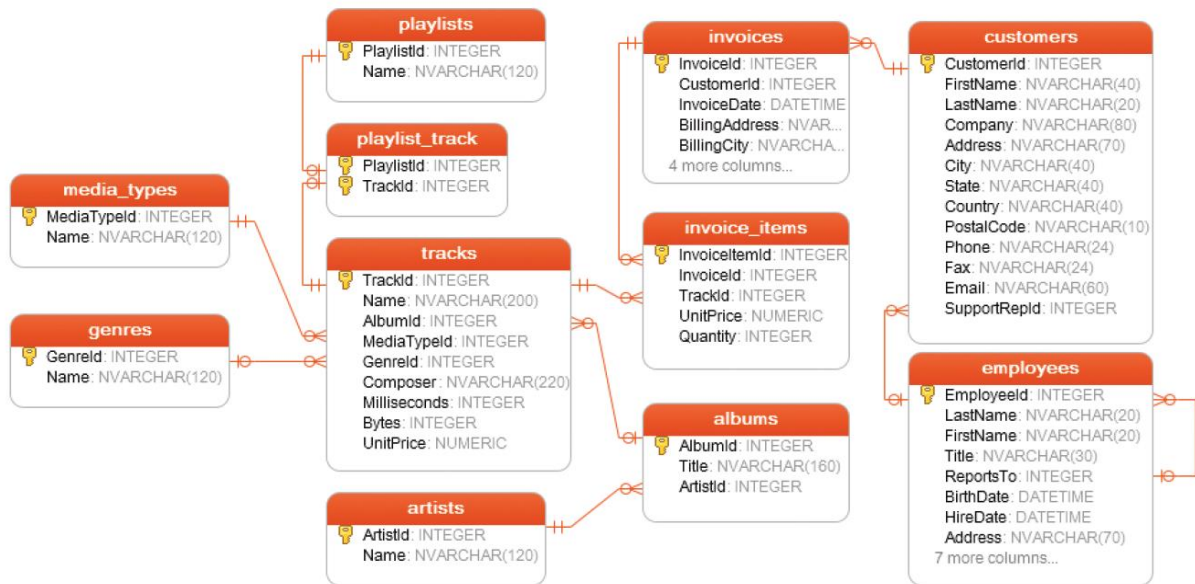 playlists
PlaylistId: INTEGER
Name: NVARCHAR(120)
playlist_track
PlaylistId: INTEGER
TrackId: INTEGER
media_types
MediaTypeId: INTEGER
Name: NVARCHAR(120)
genres
GenreId: INTEGER
Name: NVARCHAR(120)
tracks
TrackId: INTEGER
Name: NVARCHAR(200)
AlbumId: INTEGER
MediaTypeId: INTEGER
GenreId: INTEGER
Composer: NVARCHAR(220)
Milliseconds: INTEGER
Bytes: INTEGER
UnitPrice: NUMERIC
artists
ArtistId: INTEGER
Name: NVARCHAR(120)
invoices
InvoiceId: INTEGER
CustomerId: INTEGER
InvoiceDate: DATETIME
BillingAddress: NVAR...
BillingCity: NVARCHA...
4 more columns...
invoice_items
InvoiceItemId: INTEGER
InvoiceId: INTEGER
TrackId: INTEGER
UnitPrice: NUMERIC
Quantity: INTEGER
albums
AlbumId: INTEGER
Title: NVARCHAR(160)
ArtistId: INTEGER
customers
CustomerId: INTEGER
FirstName: NVARCHAR(40)
LastName: NVARCHAR(20)
Company: NVARCHAR(80)
Address: NVARCHAR(70)
City: NVARCHAR(40)
State: NVARCHAR(40)
Country: NVARCHAR(40)
PostalCode: NVARCHAR(10)
Phone: NVARCHAR(24)
Fax: NVARCHAR(24)
Email: NVARCHAR(60)
SupportRepId: INTEGER
employees
EmployeeId: INTEGER
LastName: NVARCHAR(20)
FirstName: NVARCHAR(20)
Title: NVARCHAR(30)
ReportsTo: INTEGER
BirthDate: DATETIME
HireDate: DATETIME
Address: NVARCHAR(70)
7 more columns...